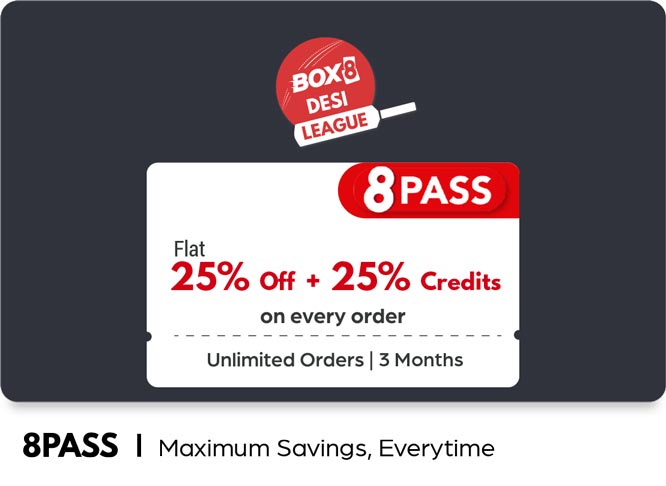 BOX8
DESI
LEAGUE
8PASS
Flat
25% Off + 25% Credits
on every order
Unlimited Orders | 3 Months
8PASS | Maximum Savings, Everytime